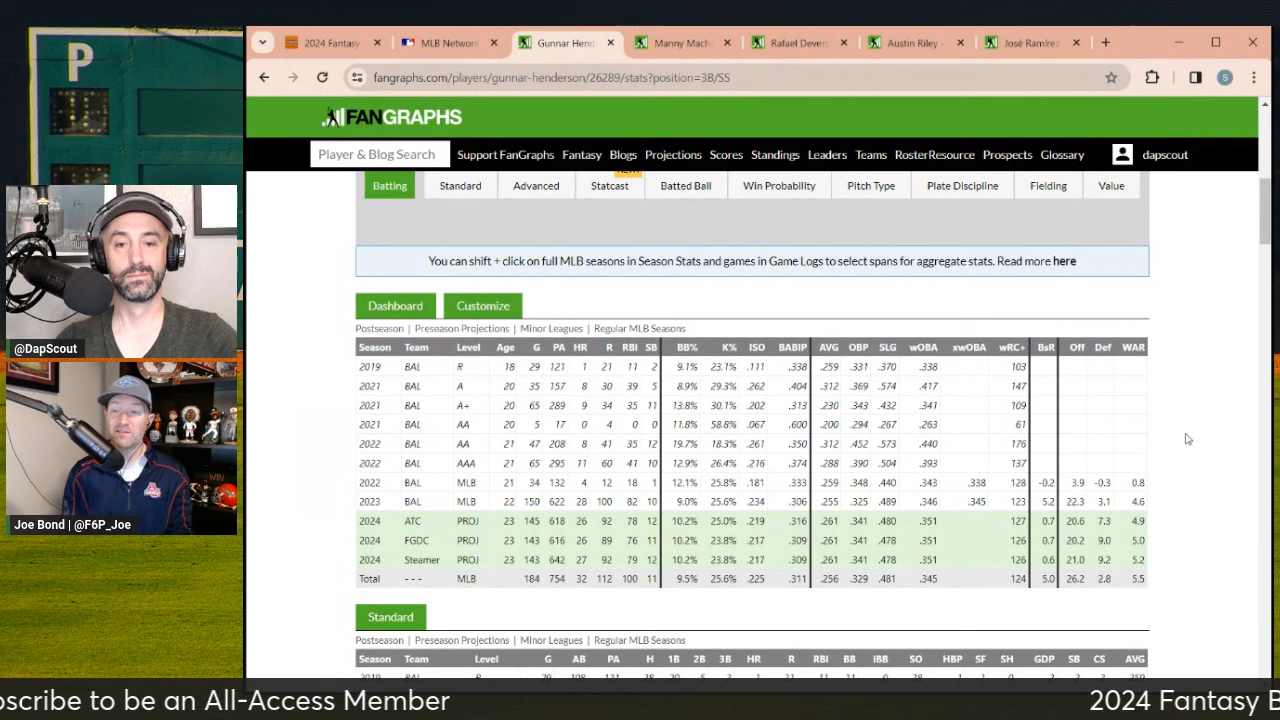 P
2024 Fantasy
MLB Network
Gunnar Hend
Manny Mach
Rafael Devers
Austin Riley -
José Ramírez
fangraphs.com/players/gunnar-henderson/26289/stats?position=3B/SS
S
FANGRAPHS
Player & Blog Search Support FanGraphs Fantasy Blogs Projections Scores Standings Leaders Teams RosterResource Prospects Glossary dapscout
NEW!
Batting Standard Advanced Statcast Batted Ball Win Probability Pitch Type Plate Discipline Fielding Value
You can shift + click on full MLB seasons in Season Stats and games in Game Logs to select spans for aggregate stats. Read more here
Dashboard Customize
Postseason | Preseason Projections | Minor Leagues | Regular MLB Seasons
Season Team Level Age G PA HR R RBI SB BB% K% ISO BABIP AVG OBP SLG wOBA xwOBA wRC+ BsR Off Def WAR
2019 BAL R 18 29 121 1 21 11 2 9.1% 23.1% .111 .338 .259 .331 .370 .338 103
2021 BAL A 20 35 157 8 30 39 5 8.9% 29.3% .262 .404 .312 .369 .574 .417 147
2021 BAL A+ 20 65 289 9 34 35 11 13.8% 30.1% .202 .313 .230 .343 .432 .341 109
2021 BAL AA 20 5 17 0 4 0 0 11.8% 58.8% .067 .600 .200 .294 .267 .263 61
2022 BAL AA 21 47 208 8 41 35 12 19.7% 18.3% .261 .350 .312 .452 .573 .440 176
2022 BAL AAA 21 65 295 11 60 41 10 12.9% 26.4% .216 .374 .288 .390 .504 .393 137
2022 BAL MLB 21 34 132 4 12 18 1 12.1% 25.8% .181 .333 .259 .348 .440 .343 .338 128 -0.2 3.9 -0.3 0.8
2023 BAL MLB 22 150 622 28 100 82 10 9.0% 25.6% .234 .306 .255 .325 .489 .346 .345 123 5.2 22.3 3.1 4.6
2024 ATC PROJ 23 145 618 26 92 78 12 10.2% 25.0% .219 .316 .261 .341 .480 .351 127 0.7 20.6 7.3 4.9
2024 FGDC PROJ 23 143 616 26 89 76 11 10.2% 23.8% .217 .309 .261 .341 .478 .351 126 0.7 20.2 9.0 5.0
2024 Steamer PROJ 23 143 642 27 92 79 12 10.2% 23.8% .217 .309 .261 .341 .478 .351 126 0.6 21.0 9.2 5.2
Total - - - MLB 184 754 32 112 100 11 9.5% 25.6% .225 .311 .256 .329 .481 .345 124 5.0 26.2 2.8 5.5
Standard
Postseason | Preseason Projections | Minor Leagues | Regular MLB Seasons
Season Team Level G AB PA H 1B 2B 3B HR R RBI BB IBB SO HBP SF SH GDP SB CS AVG
@DapScout
Joe Bond | @F6P_Joe
scribe to be an All-Access Member
2024 Fantasy B